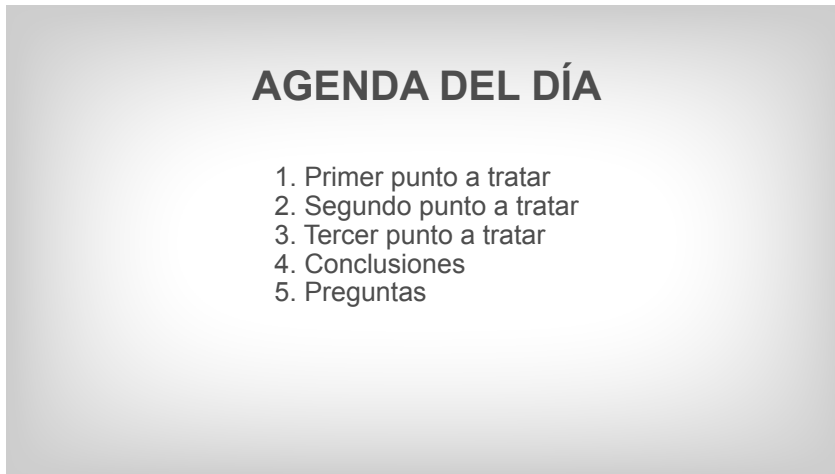 AGENDA DEL DÍA
1. Primer punto a tratar
2. Segundo punto a tratar
3. Tercer punto a tratar
4. Conclusiones
5. Preguntas